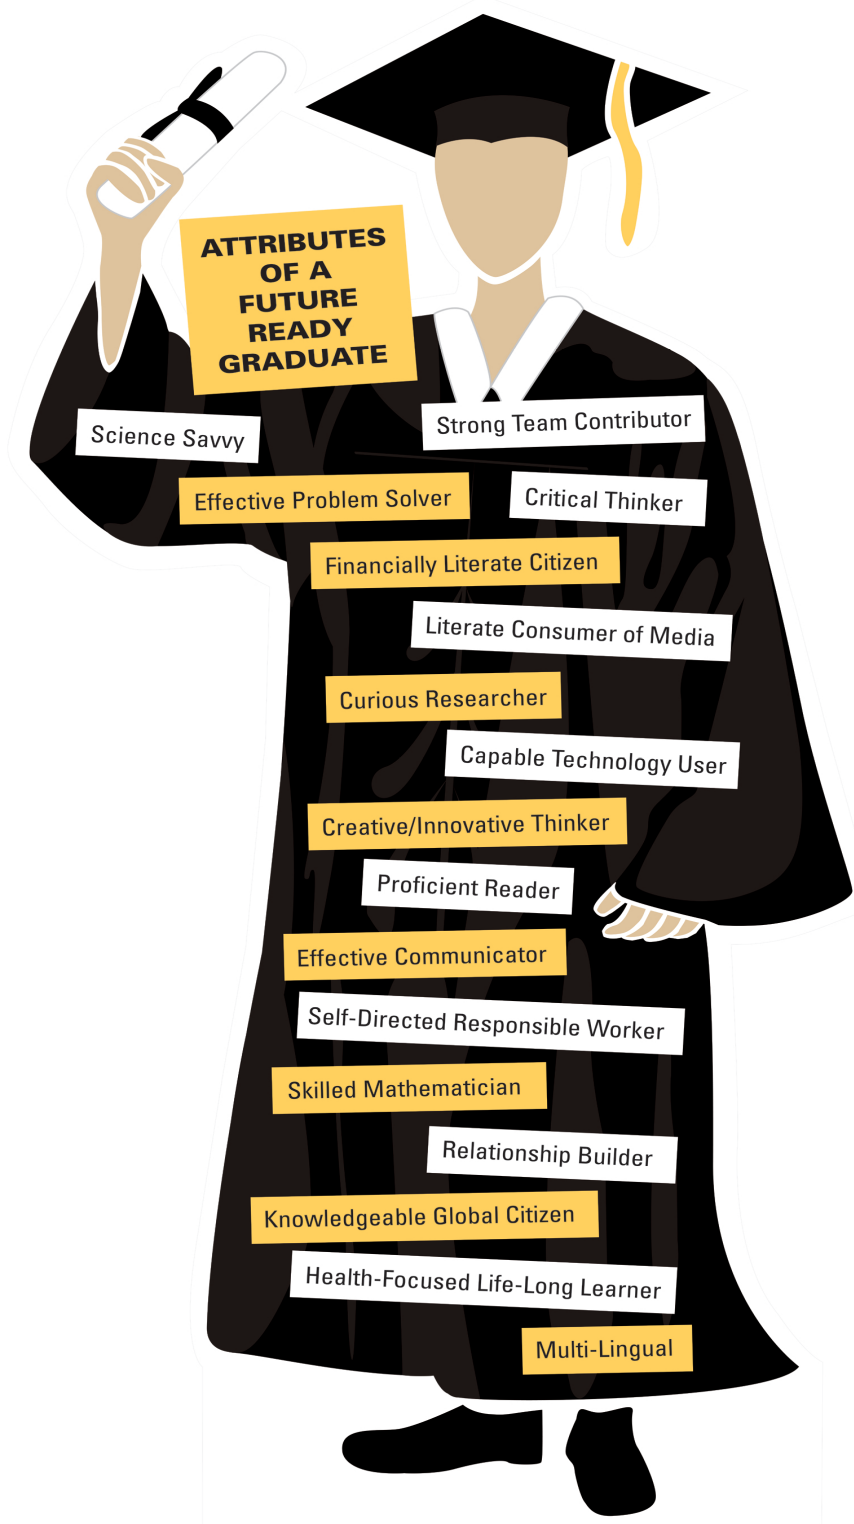 ATTRIBUTES
OF A
FUTURE
READY
GRADUATE
Science Savvy
Strong Team Contributor
Effective Problem Solver
Critical Thinker
Financially Literate Citizen
Literate Consumer of Media
Curious Researcher
Capable Technology User
Creative/Innovative Thinker
Proficient Reader
Effective Communicator
Self-Directed Responsible Worker
Skilled Mathematician
Relationship Builder
Knowledgeable Global Citizen
Health-Focused Life-Long Learner
Multi-Lingual